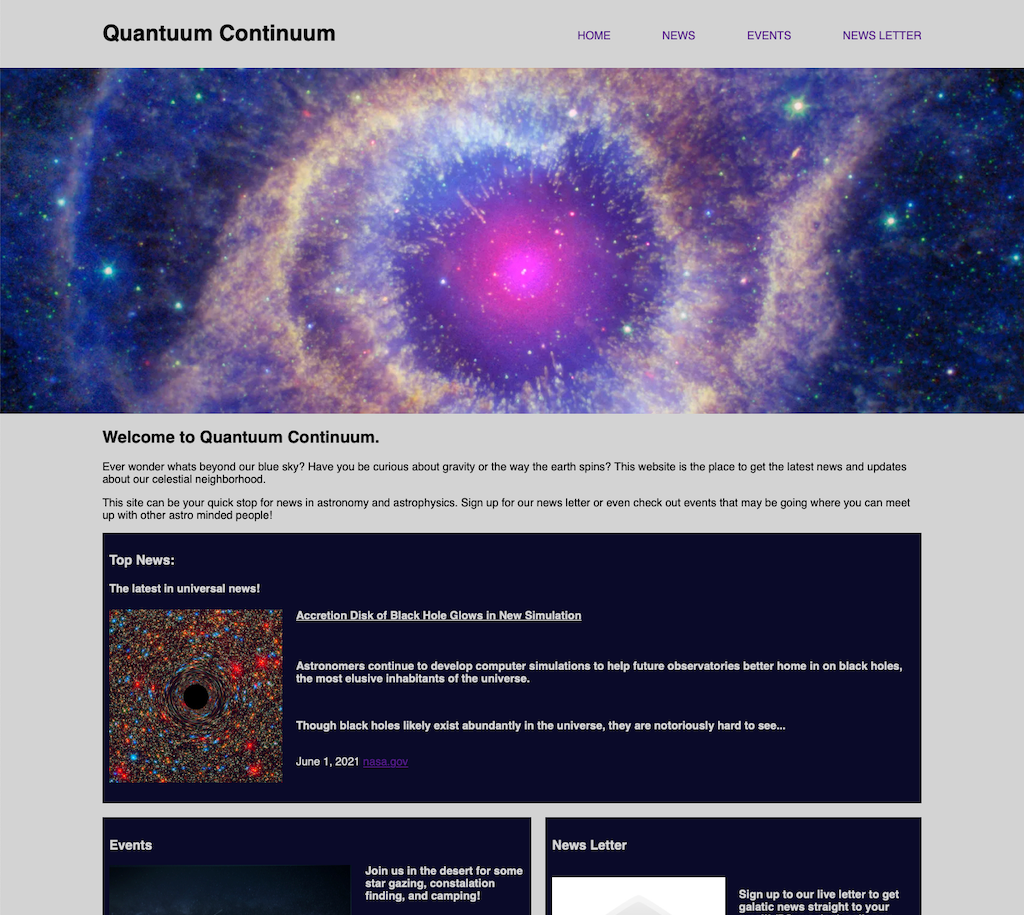 Quantuum Continuum
HOME NEWS EVENTS NEWS LETTER
Welcome to Quantuum Continuum.
Ever wonder whats beyond our blue sky? Have you be curious about gravity or the way the earth spins? This website is the place to get the latest news and updates
about our celestial neighborhood.
This site can be your quick stop for news in astronomy and astrophysics. Sign up for our news letter or even check out events that may be going where you can meet
up with other astro minded people!
Top News:
The latest in universal news!
Accretion Disk of Black Hole Glows in New Simulation
Astronomers continue to develop computer simulations to help future observatories better home in on black holes,
the most elusive inhabitants of the universe.
Though black holes likely exist abundantly in the universe, they are notoriously hard to see...
June 1, 2021 nasa.gov
Events
Join us in the desert for some
star gazing, constalation
finding, and camping!
News Letter
Sign up to our live letter to get
galatic news straight to your